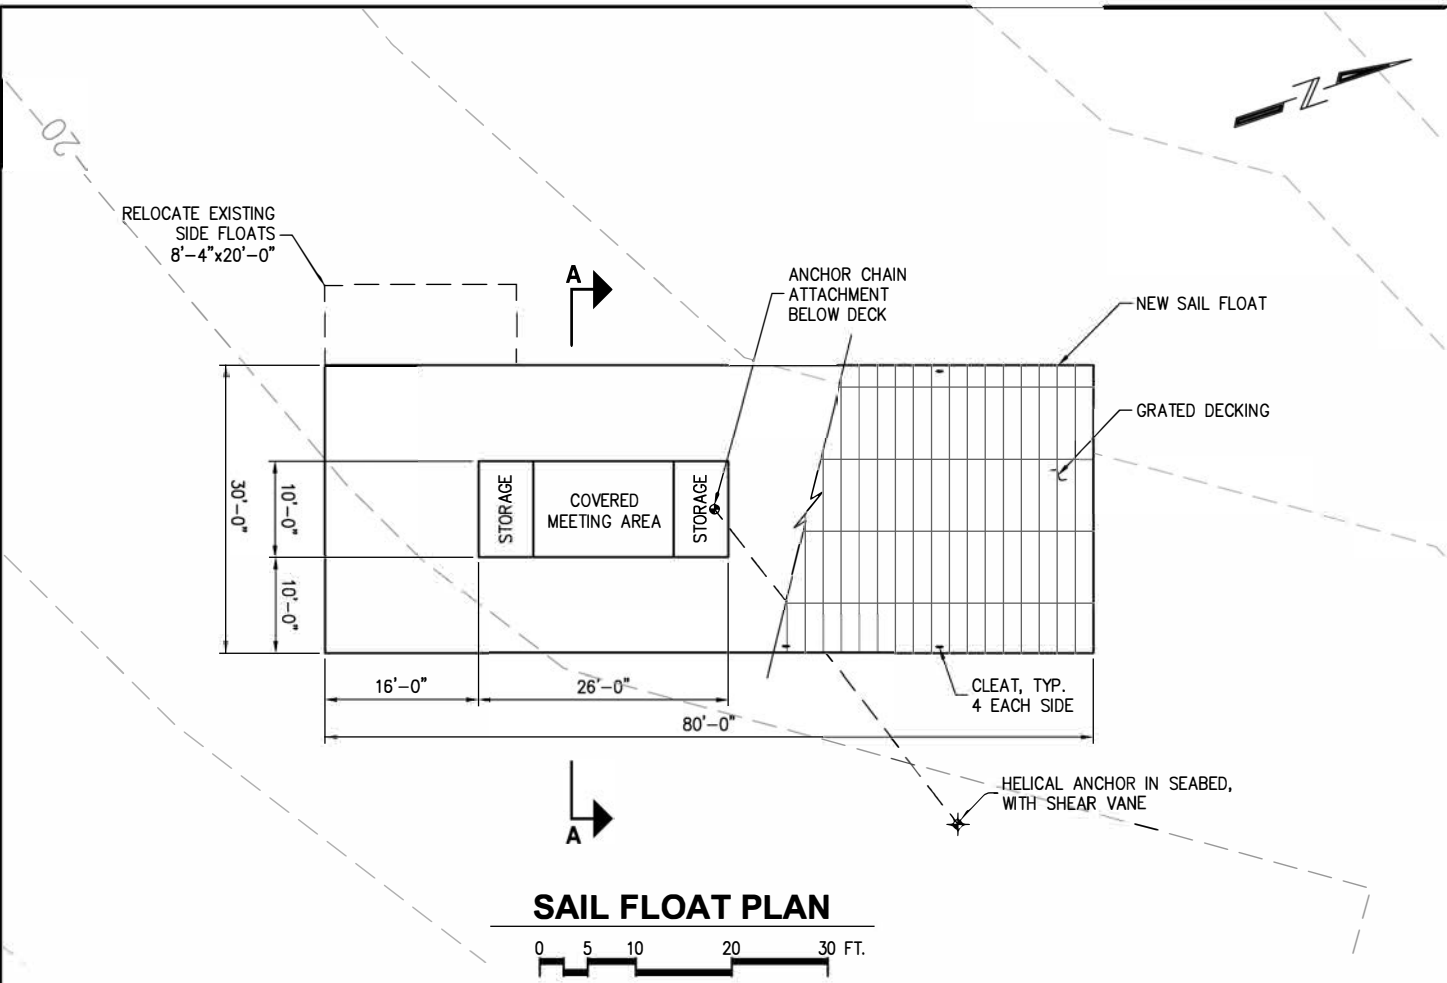 -20-
N
RELOCATE EXISTING
SIDE FLOATS
8'-4"x20'-0"
A
ANCHOR CHAIN
ATTACHMENT
BELOW DECK
NEW SAIL FLOAT
GRATED DECKING
30'-0"
10'-0"
10'-0"
STORAGE
COVERED
MEETING AREA
STORAGE
16'-0"
26'-0"
80'-0"
CLEAT, TYP.
4 EACH SIDE
HELICAL ANCHOR IN SEABED,
WITH SHEAR VANE
A
SAIL FLOAT PLAN
0 5 10 20 30 FT.